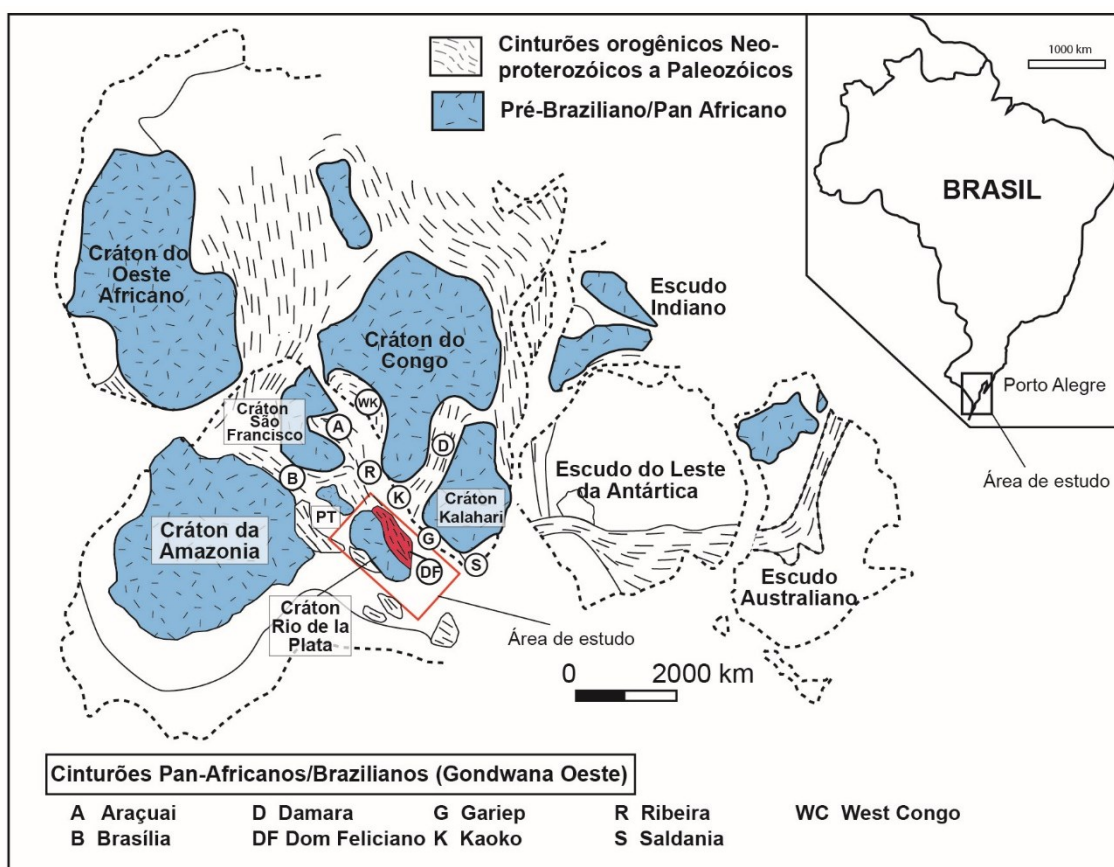 Cinturões orogênicos Neo-
proterozóicos a Paleozóicos
Pré-Braziliano/Pan Africano
1000 km
BRASIL
Porto Alegre
Área de estudo
Cráton do
Oeste
Africano
Cráton do
Congo
Escudo
Indiano
Cráton
São
Francisco
WK
A
D
B
R
K
Cráton
Kalahari
PT
G
DF
S
Cráton da
Amazonia
Escudo do Leste
da Antártica
Escudo
Australiano
Cráton
Rio de la
Plata
Área de estudo
0 2000 km
Cinturões Pan-Africanos/Brazilianos (Gondwana Oeste)
A Araçuai D Damara G Gariep R Ribeira WC West Congo
B Brasília DF Dom Feliciano K Kaoko S Saldania